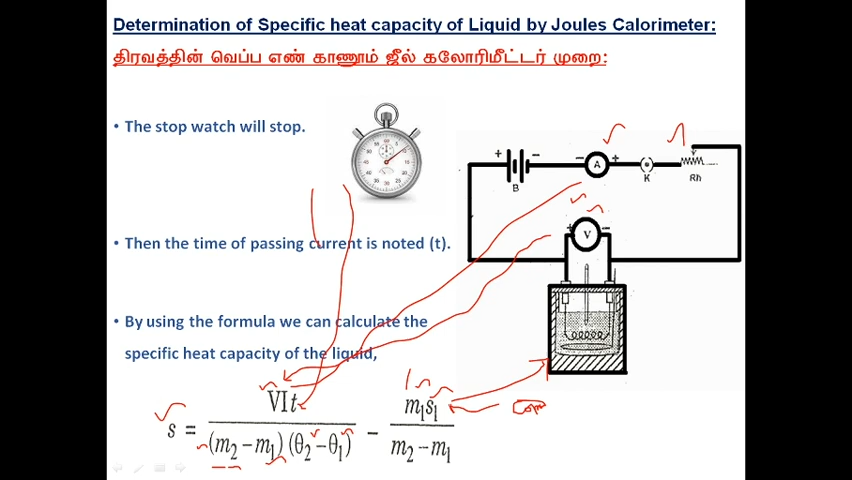 Determination of Specific heat capacity of Liquid by Joules Calorimeter:
திரவத்தின் வெப்ப எண் காணும் ஜீல் கலோரிமீட்டர் முறை:
• The stop watch will stop.
+ − − A + K Rh
B
+ V −
• Then the time of passing current is noted (t).
• By using the formula we can calculate the
specific heat capacity of the liquid,
s = VIt / (m₂ − m₁) (θ₂ − θ₁) − m₁s₁ / m₂ − m₁